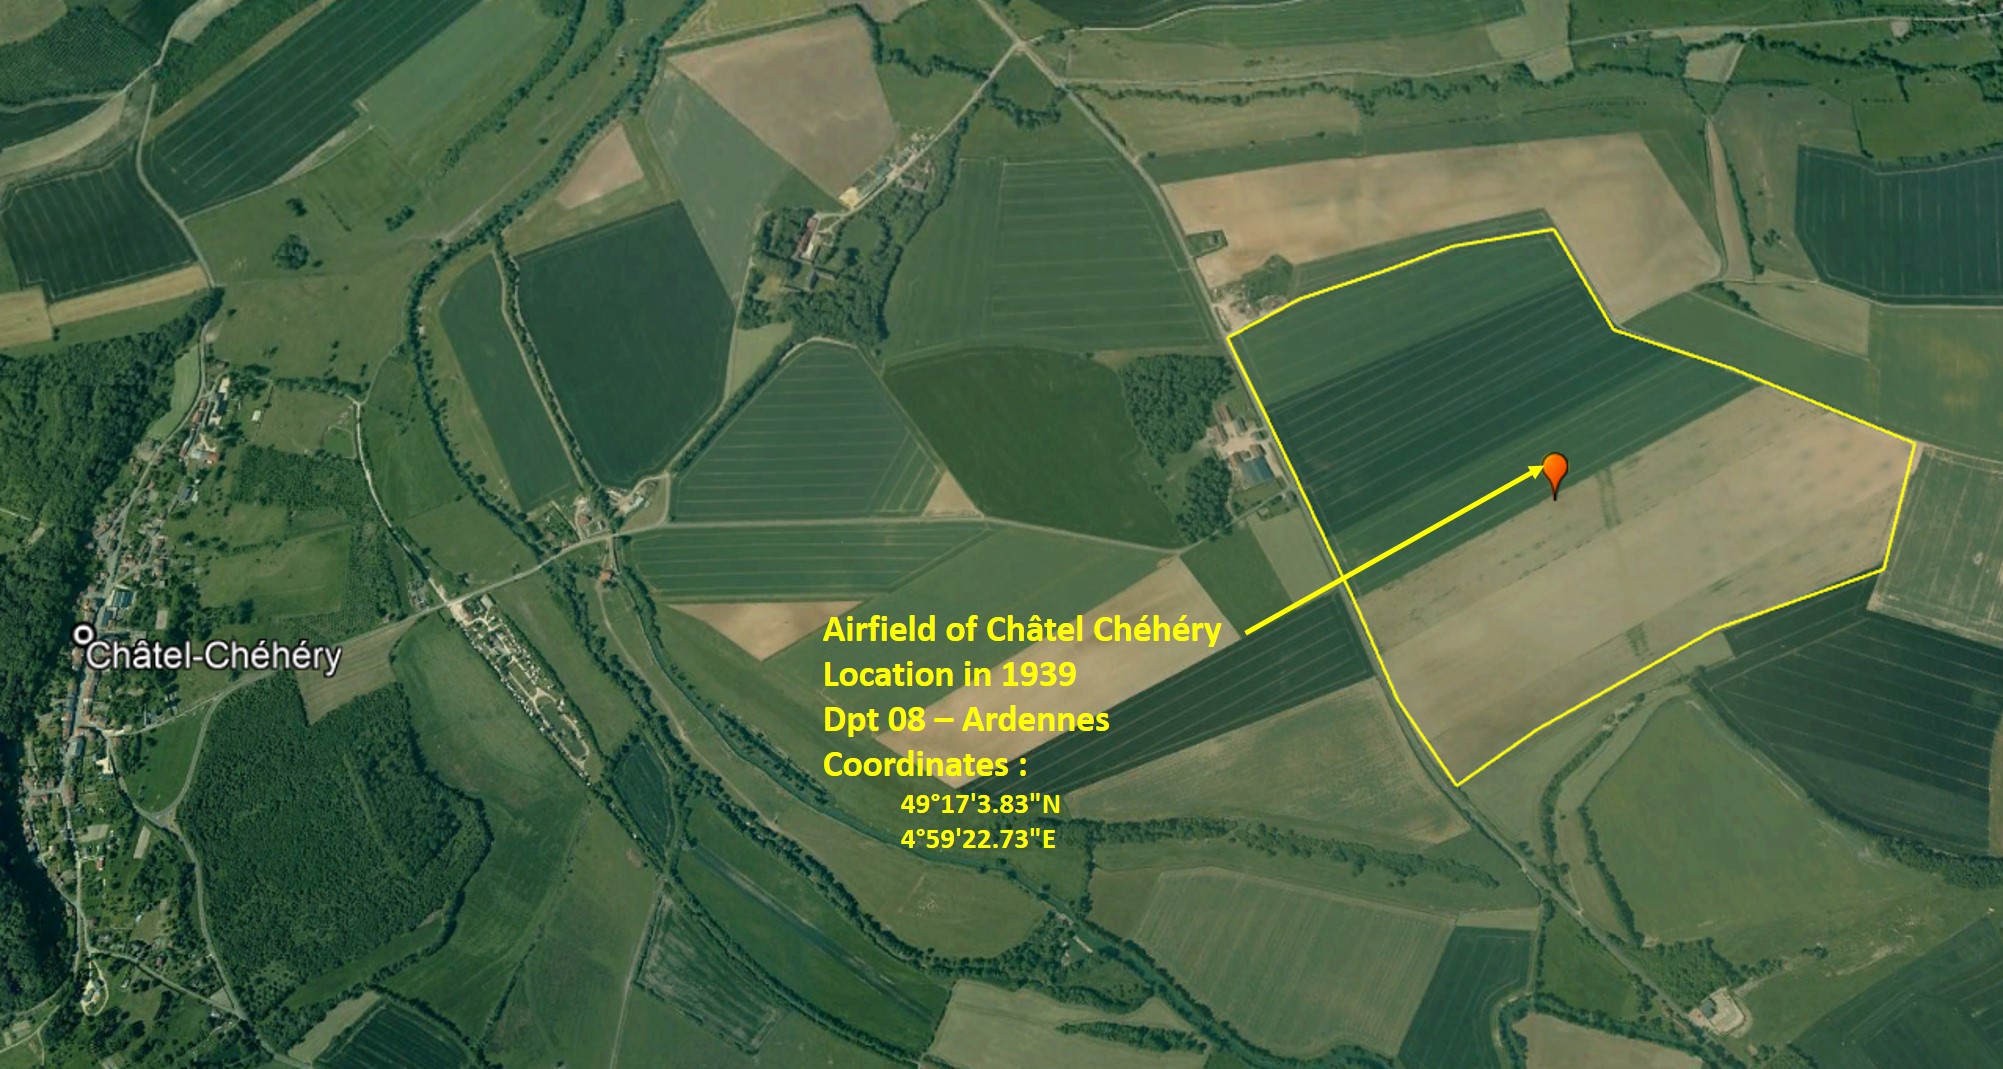 Châtel-Chéhéry
Airfield of Châtel Chéhéry
Location in 1939
Dpt 08 – Ardennes
Coordinates :
49°17'3.83"N
4°59'22.73"E